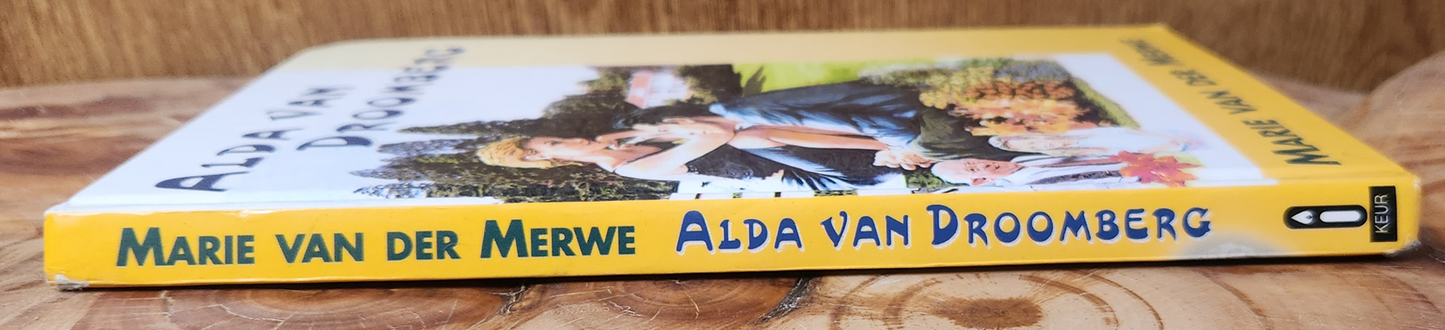 ALDA VAN
DROOMBERG
MARIE VAN DER MERWE
MARIE VAN DER MERWE ALDA VAN DROOMBERG KEUR